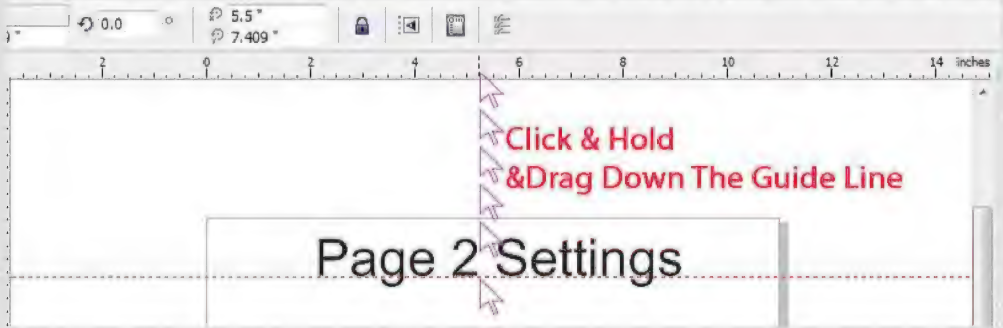 0.0 °
5.5 "
7.409 "
2 0 2 4 6 8 10 12 14 inches
Click & Hold
&Drag Down The Guide Line
Page 2 Settings